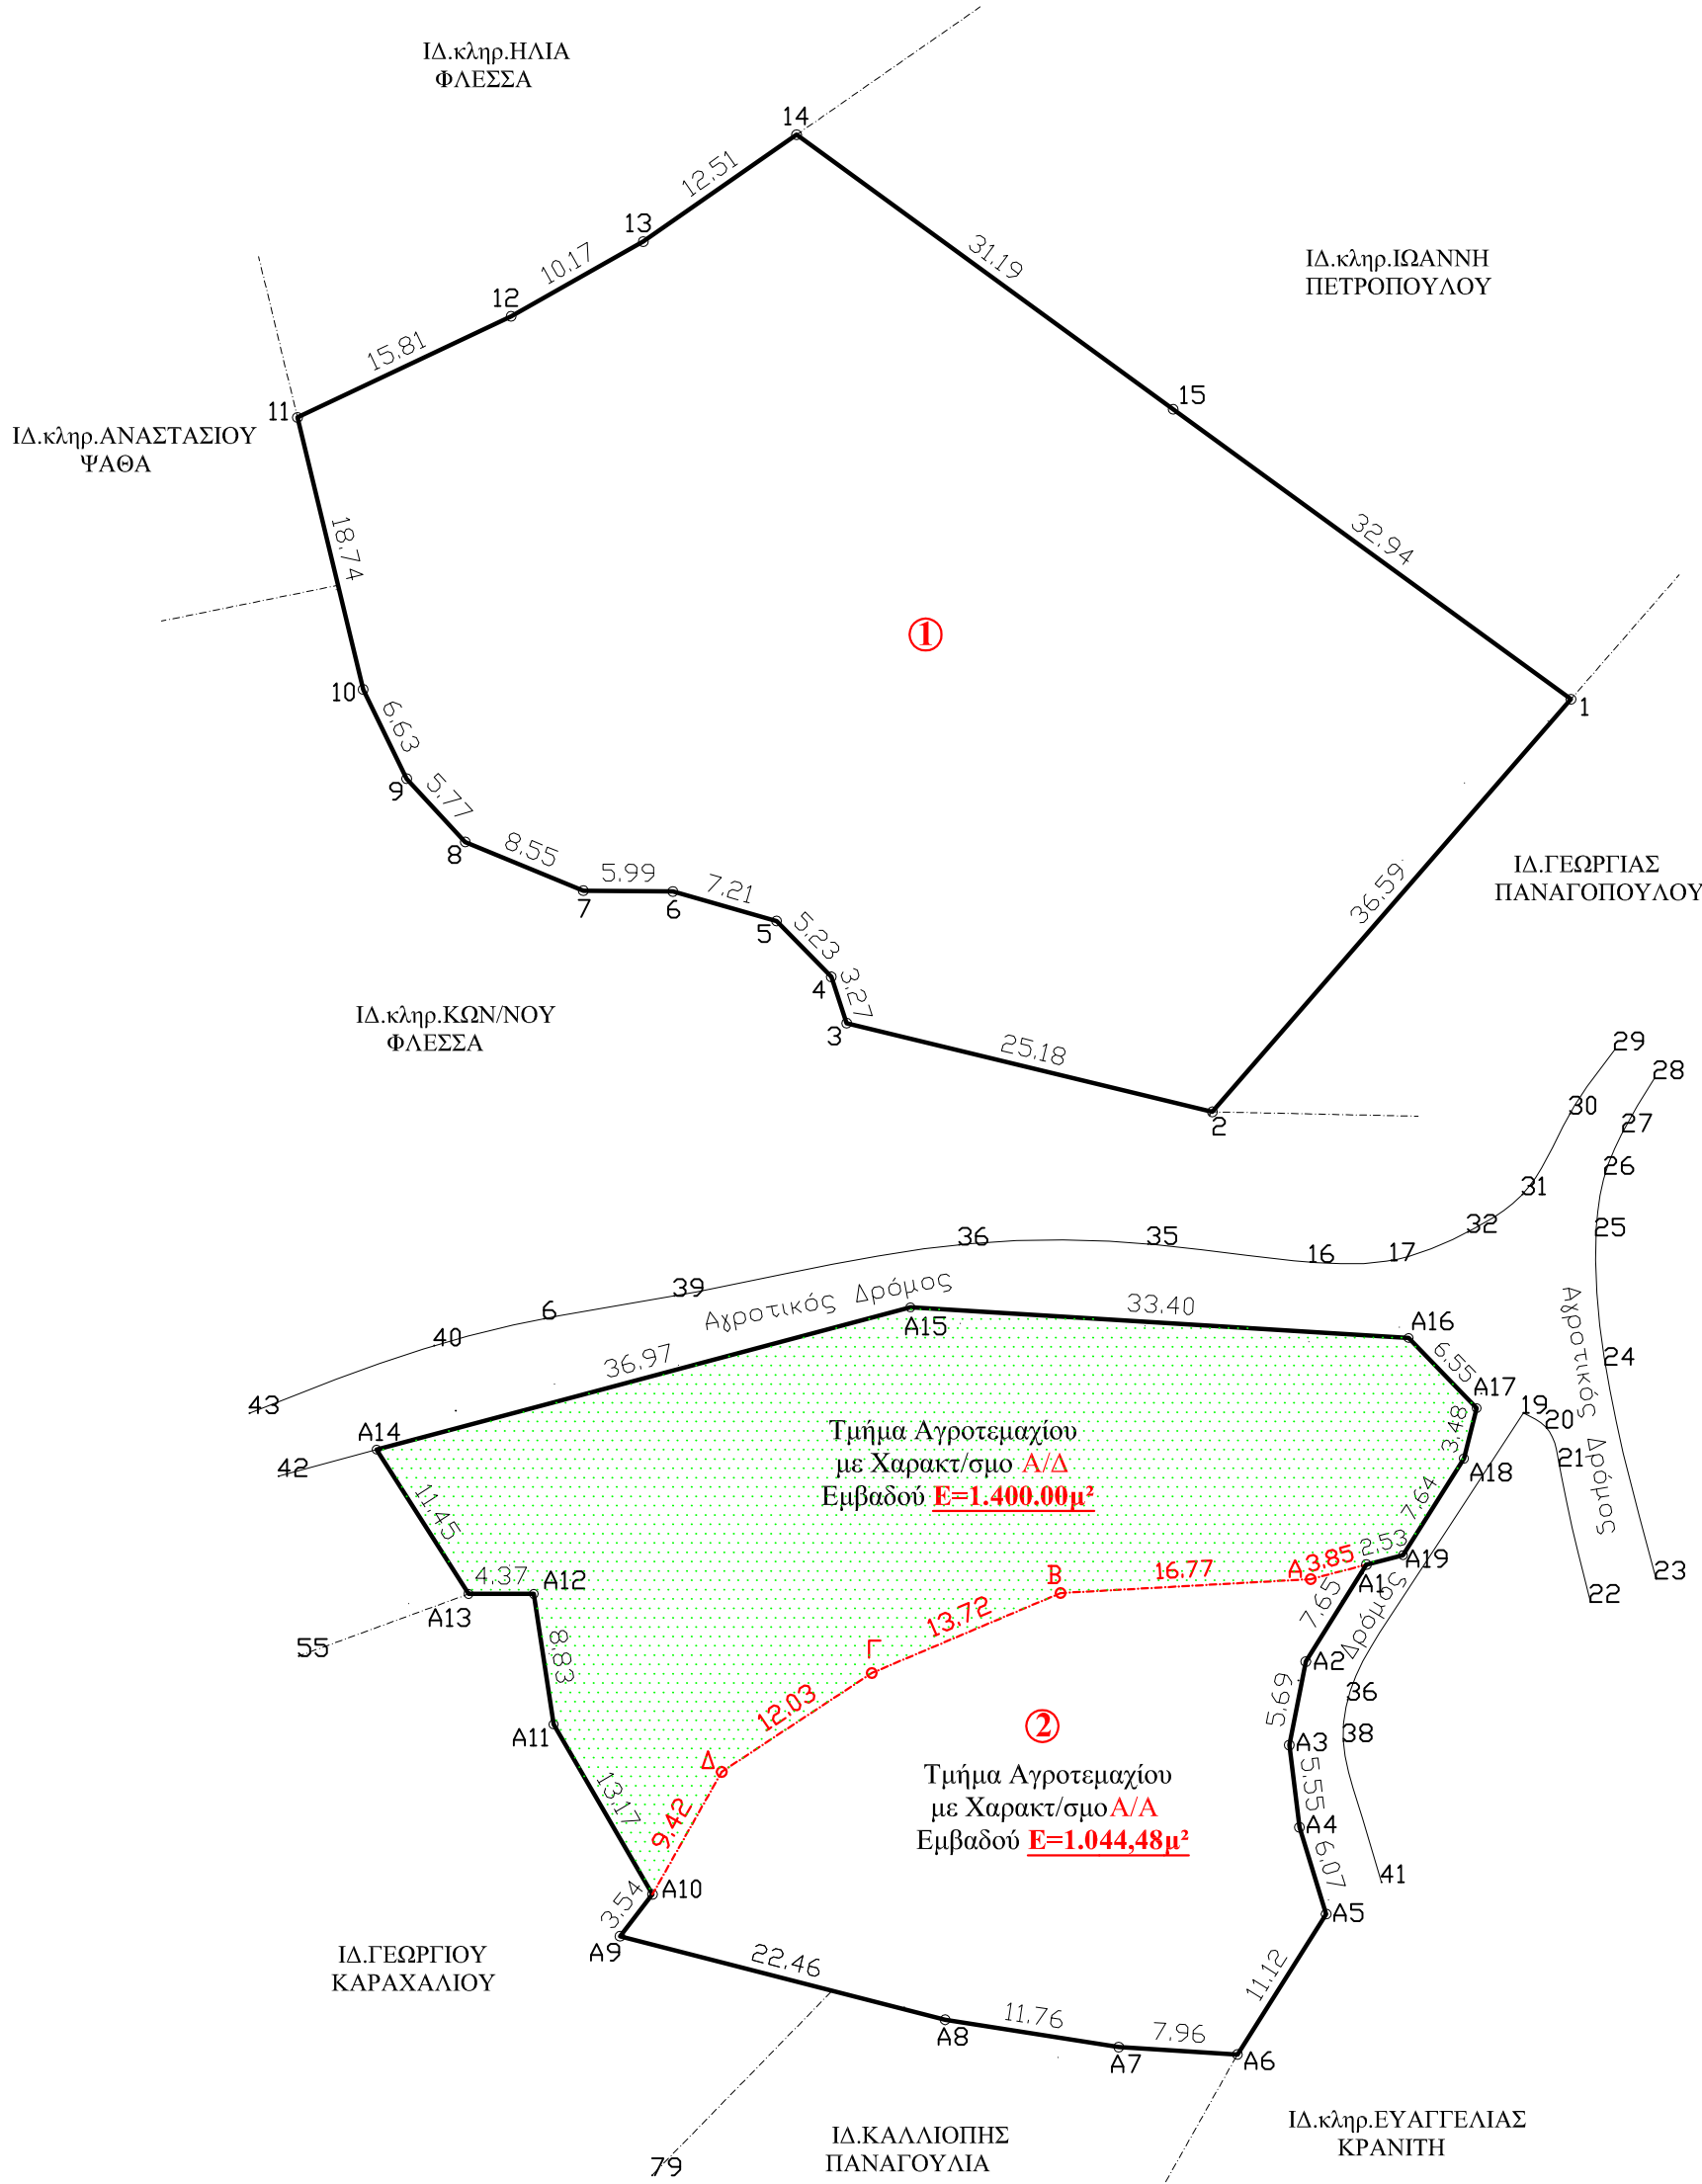 ΙΔ.κληρ.ΗΛΙΑ
ΦΛΕΣΣΑ
14
12,51
13
10,17
31,19
ΙΔ.κληρ.ΙΩΑΝΝΗ
ΠΕΤΡΟΠΟΥΛΟΥ
12
15,81
15
11
ΙΔ.κληρ.ΑΝΑΣΤΑΣΙΟΥ
ΨΑΘΑ
18,74
32,94
1
10
1
6,63
9
5,77
8
8,55
5,99
7,21
7
6
5
5,23
4
3,27
3
36,59
ΙΔ.ΓΕΩΡΓΙΑΣ
ΠΑΝΑΓΟΠΟΥΛΟΥ
ΙΔ.κληρ.ΚΩΝ/ΝΟΥ
ΦΛΕΣΣΑ
25,18
2
29
28
30
27
26
31
32
25
36
35
16
17
39
6
40
43
Αγροτικός Δρόμος
A15
33,40
A16
36,97
6,55
A17
24
Αγροτικός Δρόμος
19
20
21
A14
42
3,48
A18
Τμήμα Αγροτεμαχίου
με Χαρακτ/σμο Α/Δ
Εμβαδού Ε=1.400.00μ²
11,45
7,64
2,53
A19
3,85
A1
A
16,77
B
4,37
A12
A13
23
22
55
13,72
7,65
Δρόμος
Γ
8,83
A2
12,03
36
5,69
2
38
A11
A3
Δ
5,55
Τμήμα Αγροτεμαχίου
με Χαρακτ/σμοΑ/Α
Εμβαδού Ε=1.044,48μ²
13,17
9,42
A4
6,07
41
A10
3,54
A5
A9
ΙΔ.ΓΕΩΡΓΙΟΥ
ΚΑΡΑΧΑΛΙΟΥ
22,46
11,12
11,76
A8
7,96
A7
A6
ΙΔ.κληρ.ΕΥΑΓΓΕΛΙΑΣ
ΚΡΑΝΙΤΗ
ΙΔ.ΚΑΛΛΙΟΠΗΣ
ΠΑΝΑΓΟΥΛΙΑ
79